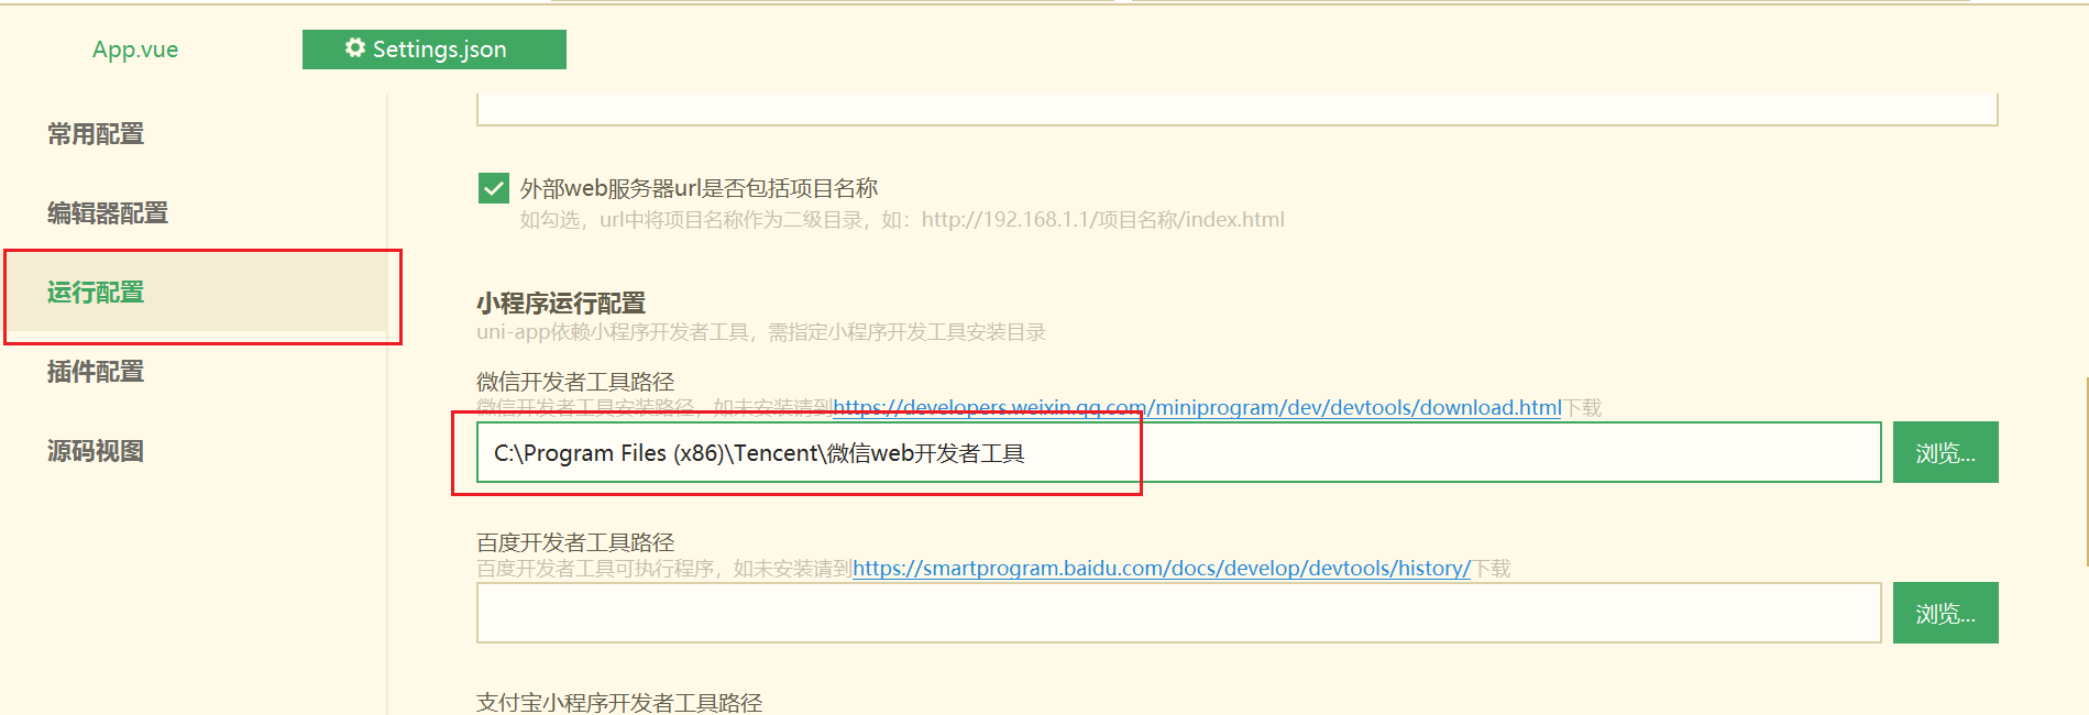 App.vue
Settings.json
常用配置
编辑器配置
运行配置
插件配置
源码视图
外部web服务器url是否包括项目名称
如勾选，url中将项目名称作为二级目录，如：http://192.168.1.1/项目名称/index.html
小程序运行配置
uni-app依赖小程序开发者工具，需指定小程序开发工具安装目录
微信开发者工具路径
微信开发者工具安装路径，如未安装请到https://developers.weixin.qq.com/miniprogram/dev/devtools/download.html下载
C:\Program Files (x86)\Tencent\微信web开发者工具
浏览...
百度开发者工具路径
百度开发者工具可执行程序，如未安装请到https://smartprogram.baidu.com/docs/develop/devtools/history/下载
浏览...
支付宝小程序开发者工具路径